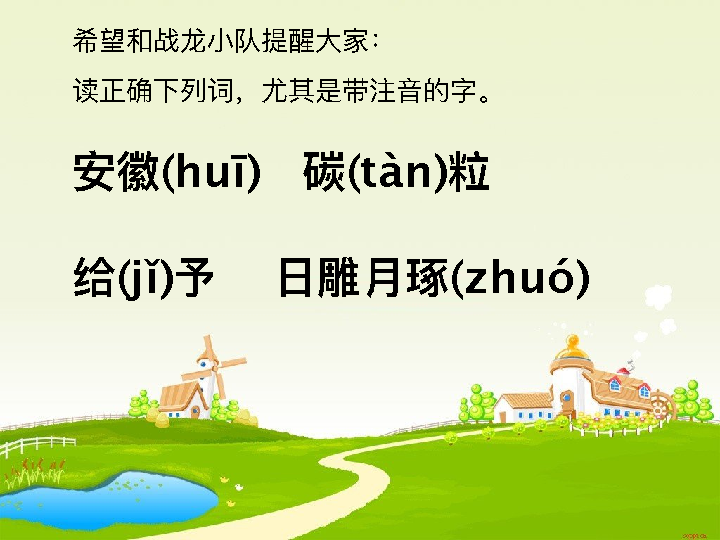 希望和战龙小队提醒大家：
读正确下列词，尤其是带注音的字。
安徽(huī) 碳(tàn)粒
给(jǐ)予 日雕月琢(zhuó)